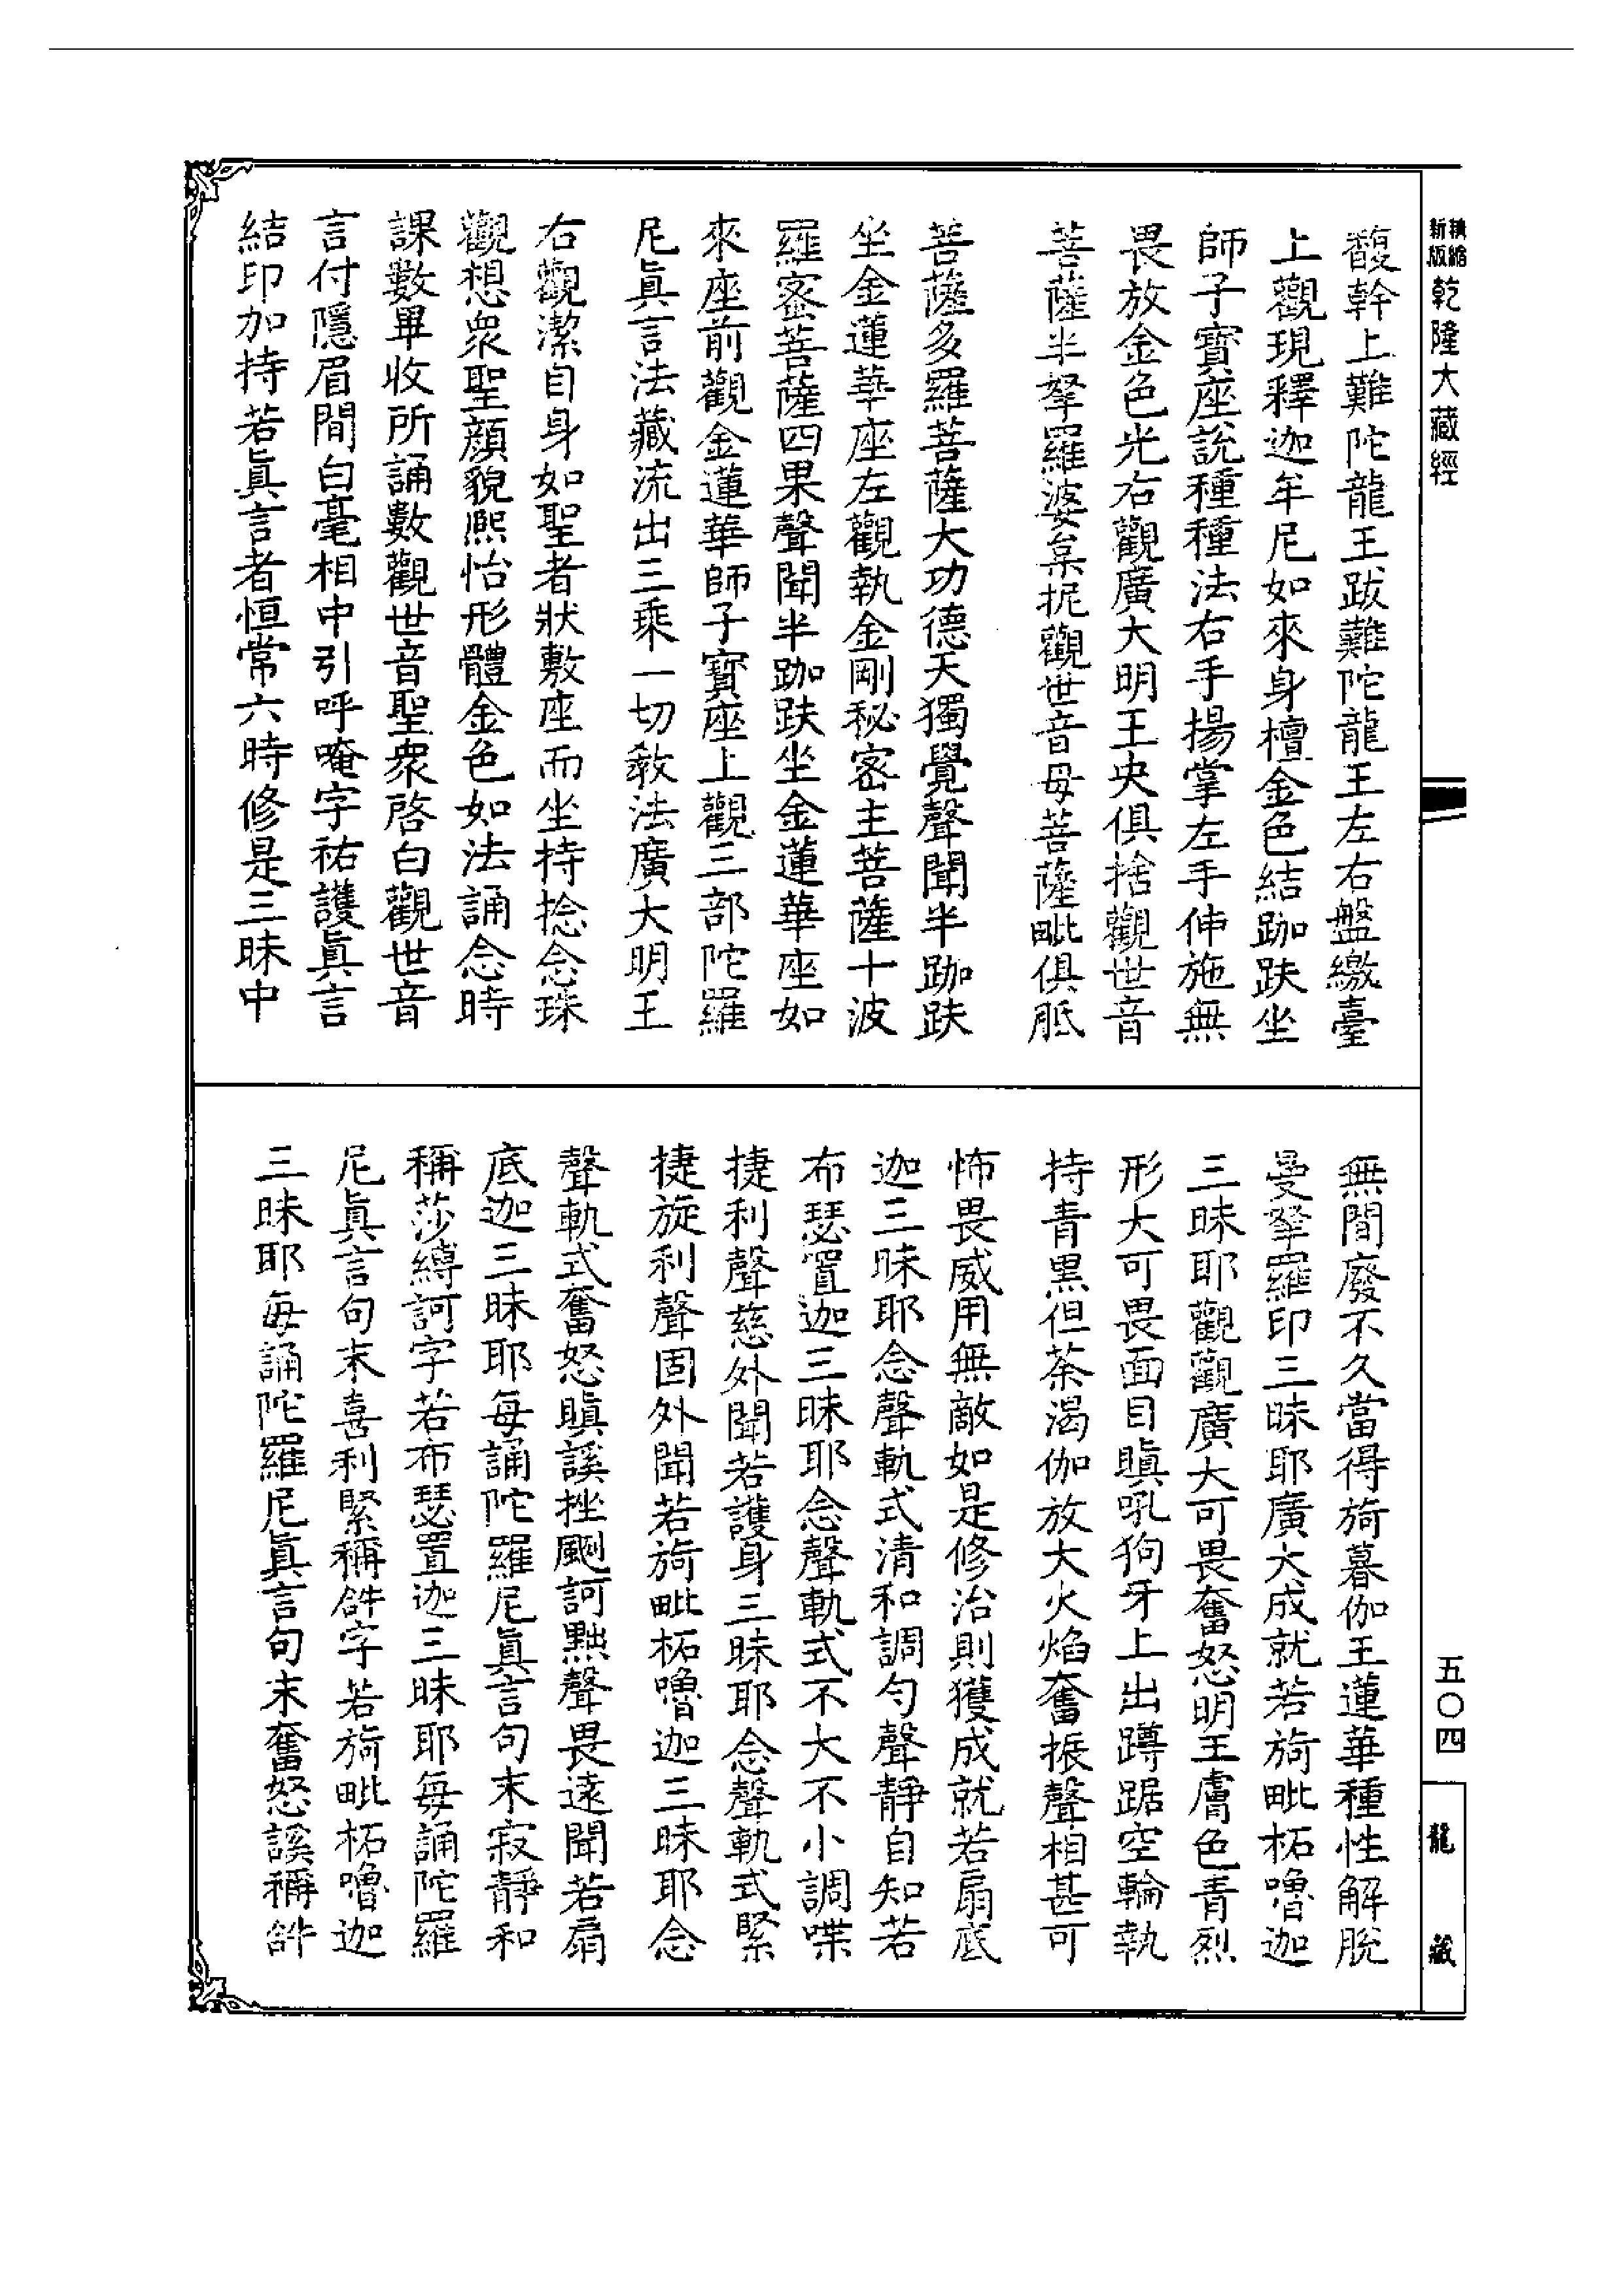 精縮
新版
乾隆大藏經
馥幹上難陀龍王跋難陀龍王左右盤繳臺
上觀現釋迦牟尼如來身檀金色結跏趺坐
師子寶座說種種法右手揚掌左手伸施無
畏放金色光右觀廣大明王央俱捨觀世音
菩薩半拏羅婆枲抳觀世音母菩薩毗俱胝
菩薩多羅菩薩大功德天獨覺聲聞半跏趺
坐金蓮華座左觀執金剛秘密主菩薩十波
羅蜜菩薩四果聲聞半跏趺坐金蓮華座如
來座前觀金蓮華師子寶座上觀三部陀羅
尼眞言法藏流出三乘一切敎法廣大明王
右觀潔自身如聖者狀敷座而坐持捻念珠
觀想衆聖顔貌熙怡形體金色如法誦念時
課數畢收所誦數觀世音聖衆啓白觀世音
言付隱眉間白毫相中引呼唵字祐護眞言
結印加持若眞言者恒常六時修是三昧中
無間廢不久當得旖暮伽王蓮華種性解脫
曼拏羅印三昧耶廣大成就若旖毗柘嚕迦
三昧耶觀觀廣大可畏奮怒明王膚色青烈
形大可畏面目瞋吼狗牙上出蹲踞空輪執
持青黑但茶渴伽放大火焰奮振聲相甚可
怖畏威用無敵如是修治則獲成就若扇底
迦三昧耶念聲軌式清和調勻聲靜自知若
布瑟置迦三昧耶念聲軌式不大不小調喋
捷利聲慈外聞若護身三昧耶念聲軌式緊
捷旋利聲固外聞若旖毗柘嚕迦三昧耶念
聲軌式奮怒瞋謑挫颲訶㸃聲畏遠聞若扇
底迦三昧耶每誦陀羅尼眞言句末寂靜和
稱莎縛訶字若布瑟置迦三昧耶每誦陀羅
尼眞言句末喜利緊稱𤙖字若旖毗柘嚕迦
三昧耶每誦陀羅尼眞言句末奮怒謑稱𤙖
五〇四
龍藏